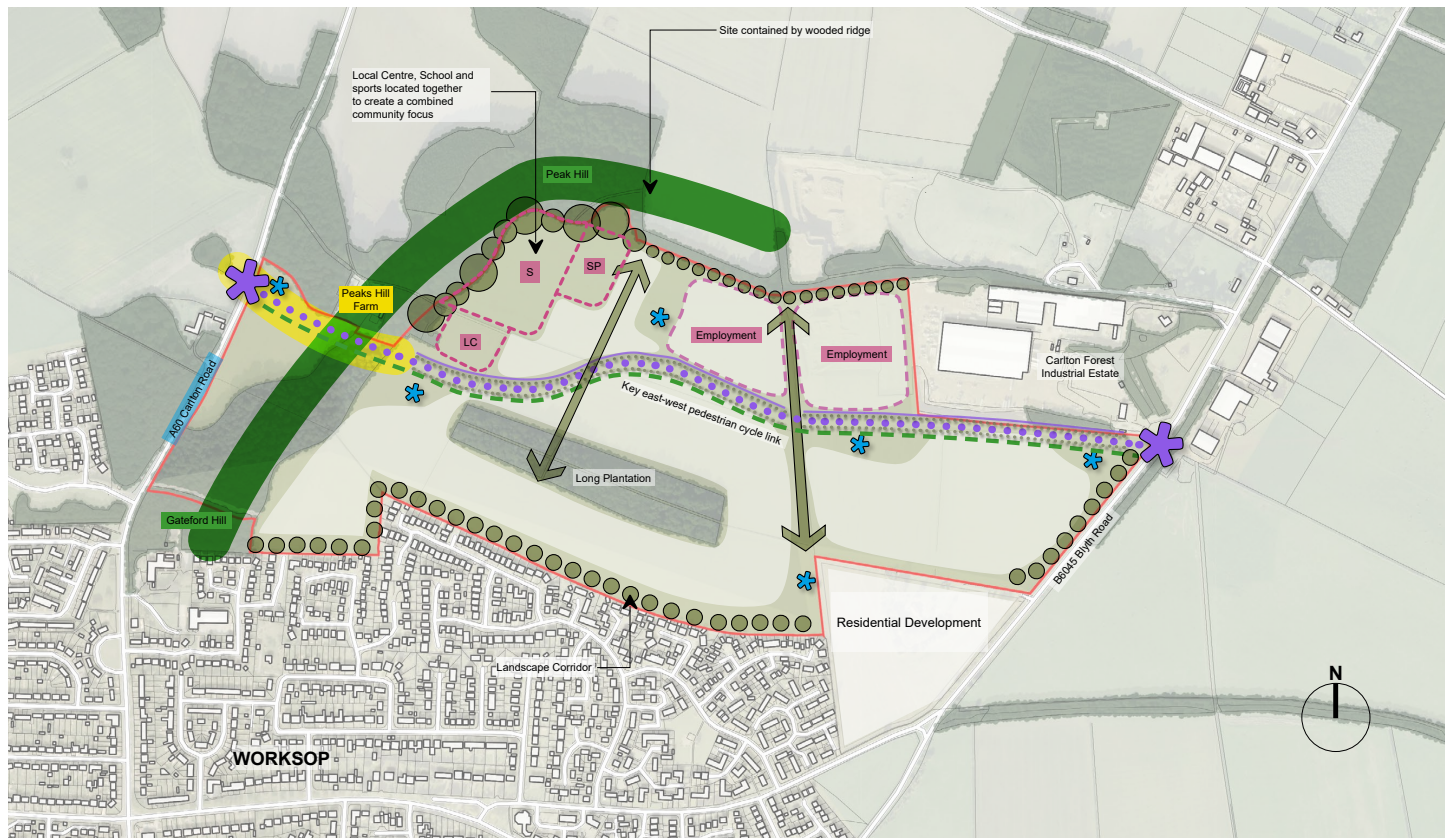 Site contained by wooded ridge
Local Centre, School and
sports located together
to create a combined
community focus
Peak Hill
S
SP
Peaks Hill
Farm
LC
Employment
Employment
Carlton Forest
Industrial Estate
A60 Carlton Road
Key east-west pedestrian cycle link
Long Plantation
Gateford Hill
B6045 Blyth Road
Residential Development
Landscape Corridor
N
WORKSOP